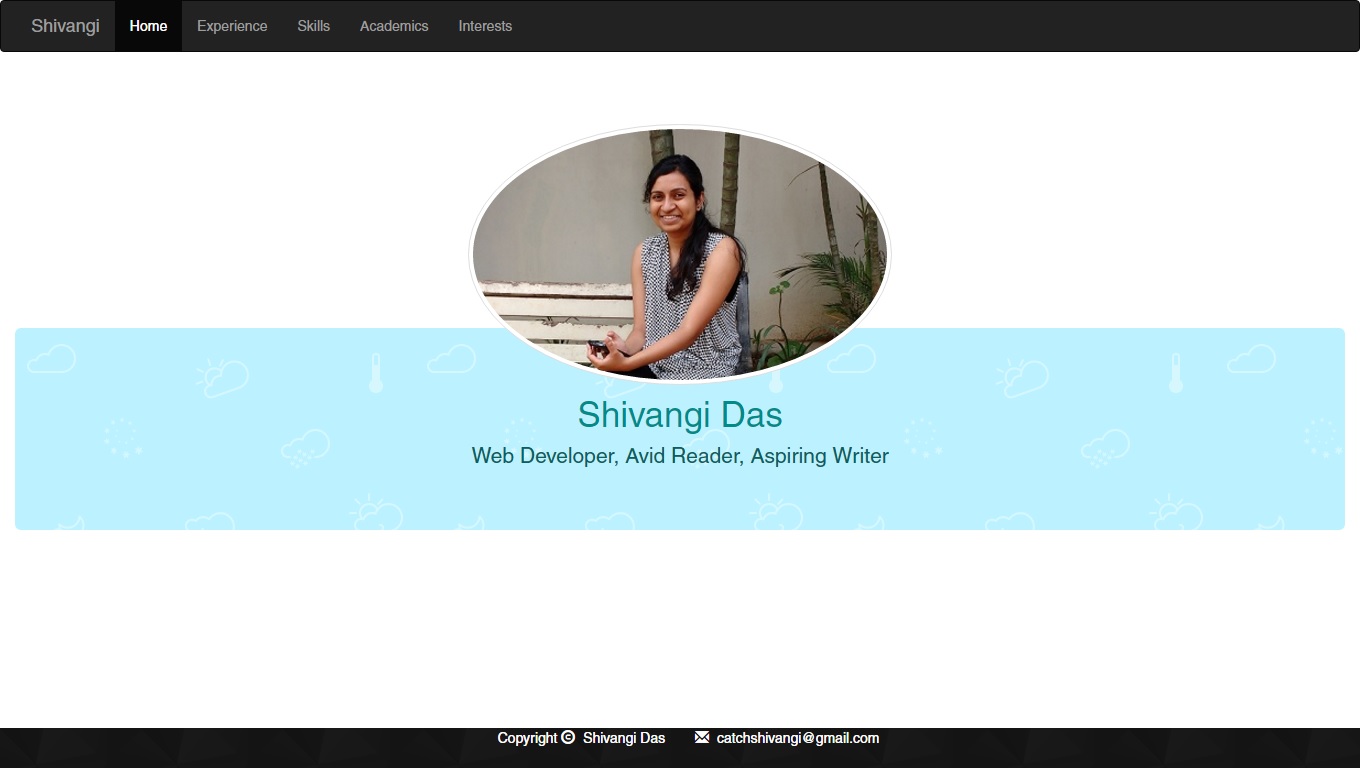 Shivangi Home Experience Skills Academics Interests
Shivangi Das
Web Developer, Avid Reader, Aspiring Writer
Copyright © Shivangi Das catchshivangi@gmail.com